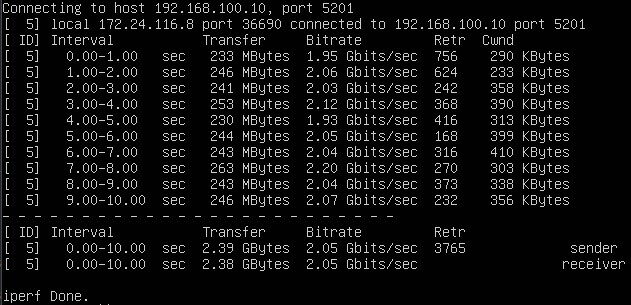 Connecting to host 192.168.100.10, port 5201
[  5] local 172.24.116.8 port 36690 connected to 192.168.100.10 port 5201
[ ID] Interval           Transfer     Bitrate         Retr  Cwnd
[  5]   0.00-1.00   sec   233 MBytes  1.95 Gbits/sec  756    290 KBytes
[  5]   1.00-2.00   sec   246 MBytes  2.06 Gbits/sec  624    233 KBytes
[  5]   2.00-3.00   sec   241 MBytes  2.03 Gbits/sec  242    358 KBytes
[  5]   3.00-4.00   sec   253 MBytes  2.12 Gbits/sec  368    390 KBytes
[  5]   4.00-5.00   sec   230 MBytes  1.93 Gbits/sec  416    313 KBytes
[  5]   5.00-6.00   sec   244 MBytes  2.05 Gbits/sec  168    399 KBytes
[  5]   6.00-7.00   sec   243 MBytes  2.04 Gbits/sec  316    410 KBytes
[  5]   7.00-8.00   sec   263 MBytes  2.20 Gbits/sec  270    303 KBytes
[  5]   8.00-9.00   sec   243 MBytes  2.04 Gbits/sec  373    338 KBytes
[  5]   9.00-10.00  sec   246 MBytes  2.07 Gbits/sec  232    356 KBytes
- - - - - - - - - - - - - - - - - - - - - - - - -
[ ID] Interval           Transfer     Bitrate         Retr
[  5]   0.00-10.00  sec  2.39 GBytes  2.05 Gbits/sec  3765             sender
[  5]   0.00-10.00  sec  2.38 GBytes  2.05 Gbits/sec                  receiver

iperf Done.